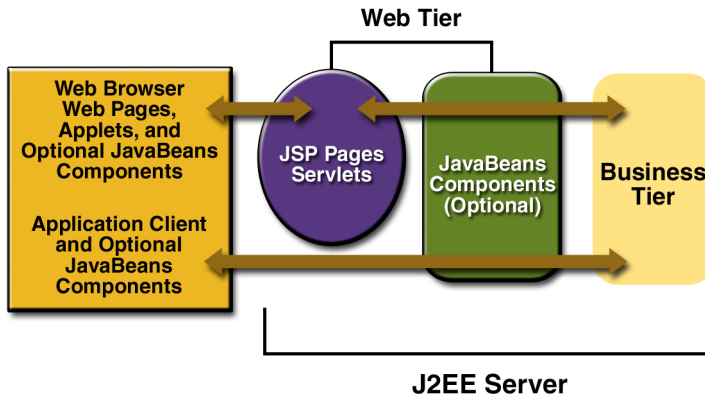 Web Tier
Web Browser
Web Pages,
Applets, and
Optional JavaBeans
Components
Application Client
and Optional
JavaBeans
Components
JSP Pages
Servlets
JavaBeans
Components
(Optional)
Business
Tier
J2EE Server